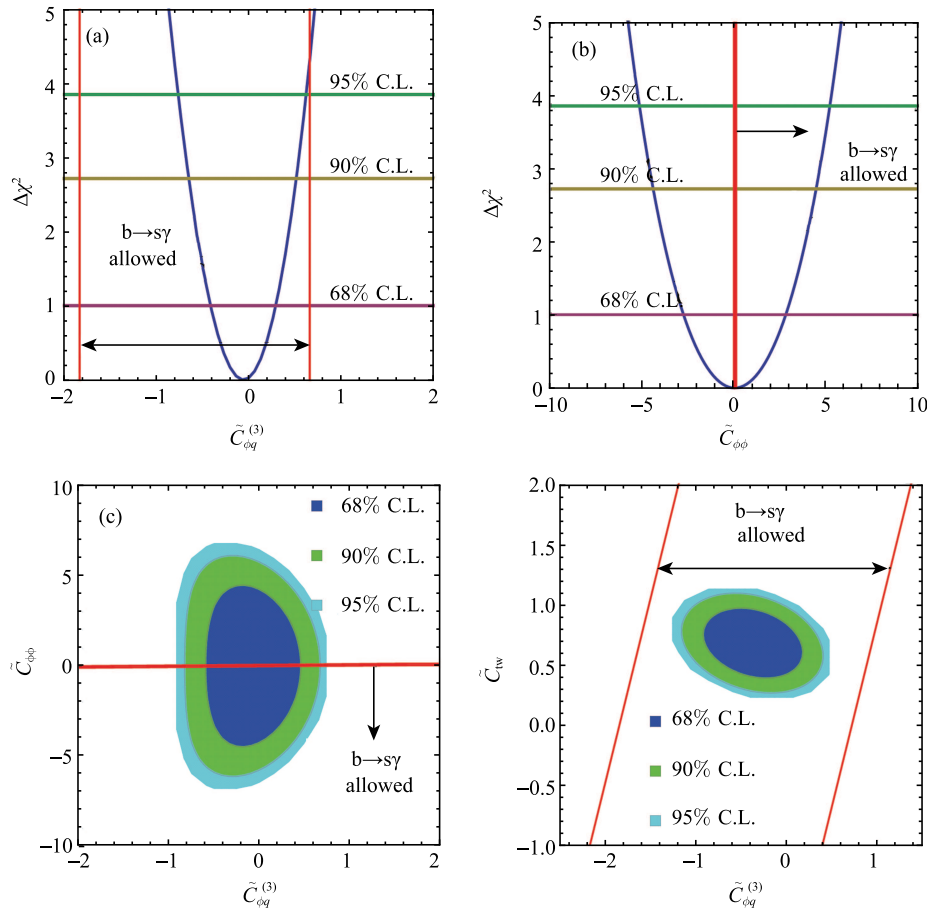 (a)
5
4
3
2
1
0
Δχ²
95% C.L.
90% C.L.
68% C.L.
b→sγ
allowed
−2
−1
0
1
2
C̃_{ϕq}^{(3)}
(b)
5
4
3
2
1
0
Δχ²
95% C.L.
90% C.L.
68% C.L.
b→sγ
allowed
−10
−5
0
5
10
C̃_{ϕϕ}
(c)
10
5
0
−5
−10
C̃_{ϕϕ}
68% C.L.
90% C.L.
95% C.L.
b→sγ
allowed
−2
−1
0
1
2
C̃_{ϕq}^{(3)}
2.0
1.5
1.0
0.5
0.0
−0.5
−1.0
C̃_{tw}
b→sγ
allowed
68% C.L.
90% C.L.
95% C.L.
−2
−1
0
1
C̃_{ϕq}^{(3)}